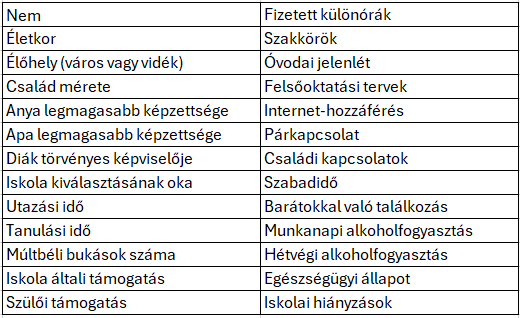 Nem Fizetett különórák
Életkor Szakkörök
Élőhely (város vagy vidék) Óvodai jelenlét
Család mérete Felsőoktatási tervek
Anya legmagasabb képzettsége Internet-hozzáférés
Apa legmagasabb képzettsége Párkapcsolat
Diák törvényes képviselője Családi kapcsolatok
Iskola kiválasztásának oka Szabadidő
Utazási idő Barátokkal való találkozás
Tanulási idő Munkanapi alkoholfogyasztás
Múltbéli bukások száma Hétvégi alkoholfogyasztás
Iskola általi támogatás Egészségügyi állapot
Szülői támogatás Iskolai hiányzások